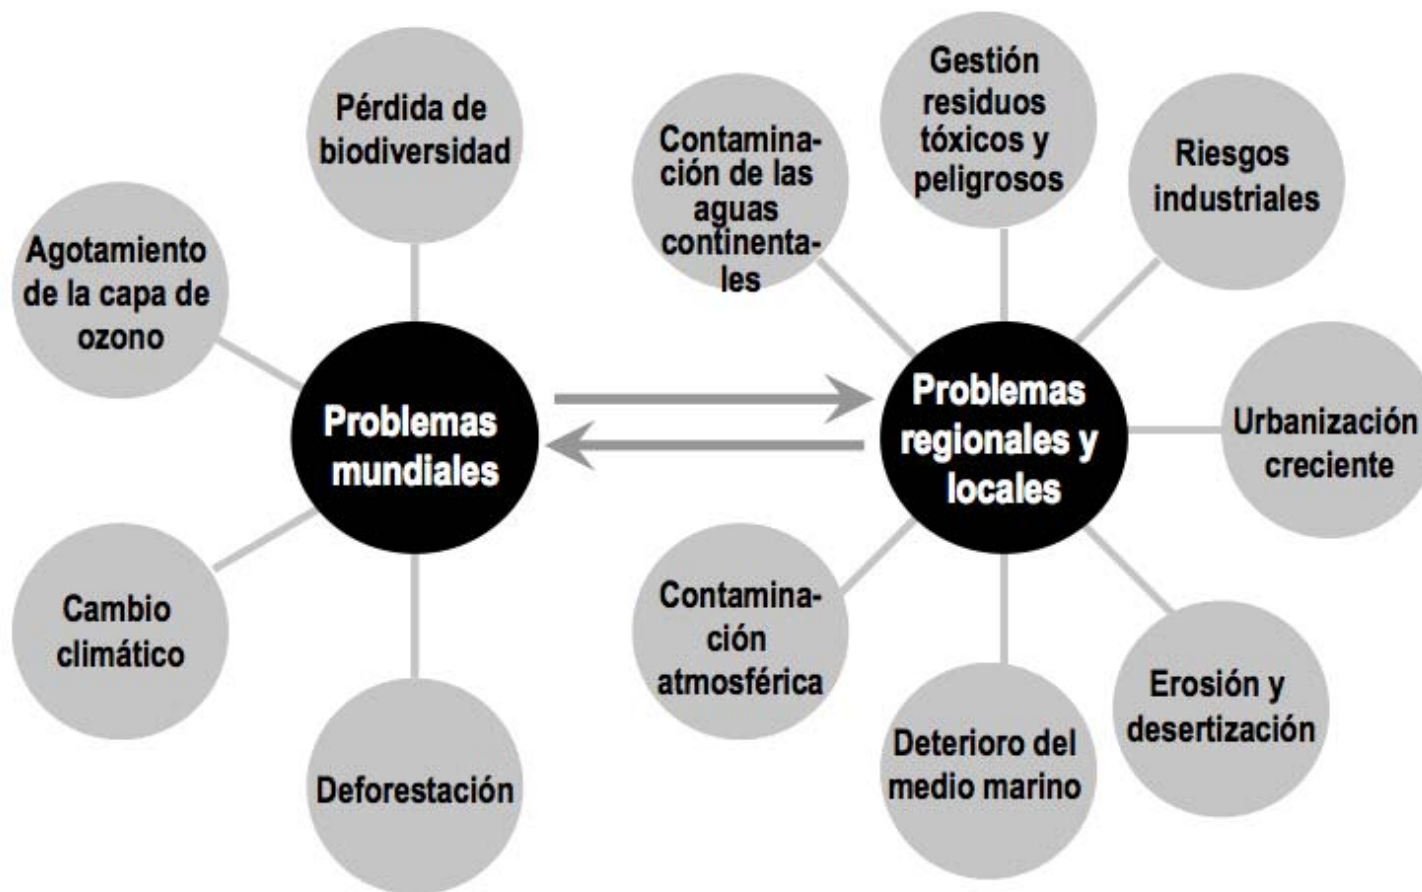 Pérdida de
biodiversidad
Agotamiento
de la capa de
ozono
Problemas
mundiales
Cambio
climático
Deforestación
Contamina-
ción de las
aguas
continenta-
les
Gestión
residuos
tóxicos y
peligrosos
Riesgos
industriales
Problemas
regionales y
locales
Urbanización
creciente
Contamina-
ción
atmosférica
Deterioro del
medio marino
Erosión y
desertización